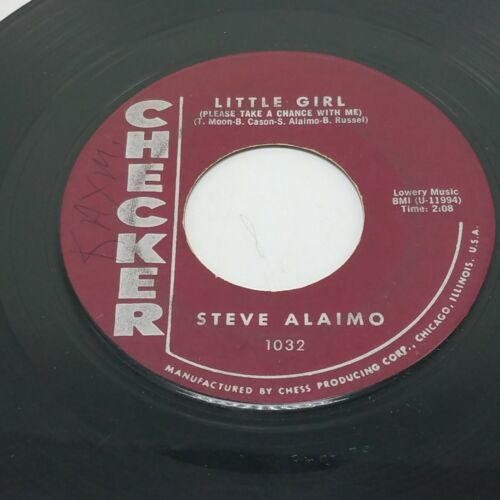 LITTLE GIRL
(PLEASE TAKE A CHANCE WITH ME)
(T. Moon-B. Cason-S. Alaimo-B. Russel)
CHECKER
Lowery Music
BMI (U-11994)
Time: 2:08
STEVE ALAIMO
1032
MANUFACTURED BY CHESS PRODUCING CORP., CHICAGO, ILLINOIS, U.S.A.